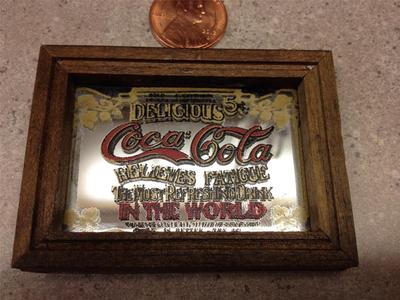 DELICIOUS 5¢
Coca-Cola
RELIEVES FATIGUE
THE MOST REFRESHING DRINK
IN THE WORLD